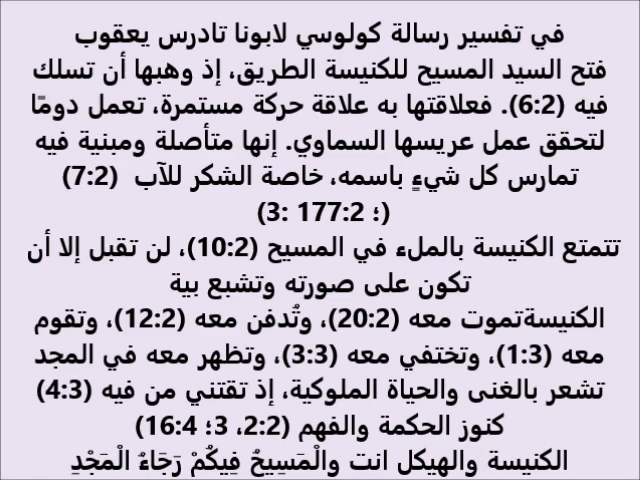 في تفسير رسالة كولوسي لابونا تادرس يعقوب
فتح السيد المسيح للكنيسة الطريق، إذ وهبها أن تسلك
فيه (6:2). فعلاقتها به علاقة حركة مستمرة، تعمل دومًا
لتحقق عمل عريسها السماوي. إنها متأصلة ومبنية فيه
تمارس كل شيءٍ باسمه، خاصة الشكر للآب (7:2)
(؛ 177:2 :3)
تتمتع الكنيسة بالملء في المسيح (10:2)، لن تقبل إلا أن
تكون على صورته وتشبع بية
الكنيسةتموت معه (20:2)، وتُدفن معه (12:2)، وتقوم
معه (1:3)، وتختفي معه (3:3)، وتظهر معه في المجد
تشعر بالغنى والحياة الملوكية، إذ تقتني من فيه (4:3)
كنوز الحكمة والفهم (2:2، 3؛ 16:4)
الكنيسة والهيكل انت والْمَسِيحُ فِيكُمْ رَجَاءُ الْمَجْدِ